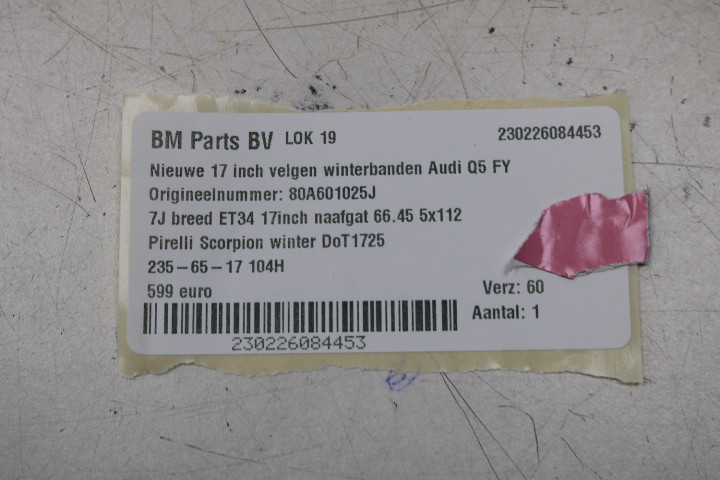 BM Parts BV LOK 19 230226084453
Nieuwe 17 inch velgen winterbanden Audi Q5 FY
Origineelnummer: 80A601025J
7J breed ET34 17inch naafgat 66.45 5x112
Pirelli Scorpion winter DoT1725
235-65-17 104H
599 euro Verz: 60
Aantal: 1
230226084453